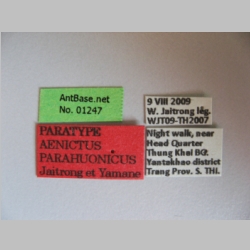 AntBase.net
No. 01247
9 VIII 2009
W. Jaitrong leg.
WJT09-TH2007
PARATYPE
AENICTUS
PARAHUONICUS
Jaitrong et Yamane
Night walk, near
Head Quarter
Thung Khai BG.
Yantakhao district
Trang Prov. S. THI.